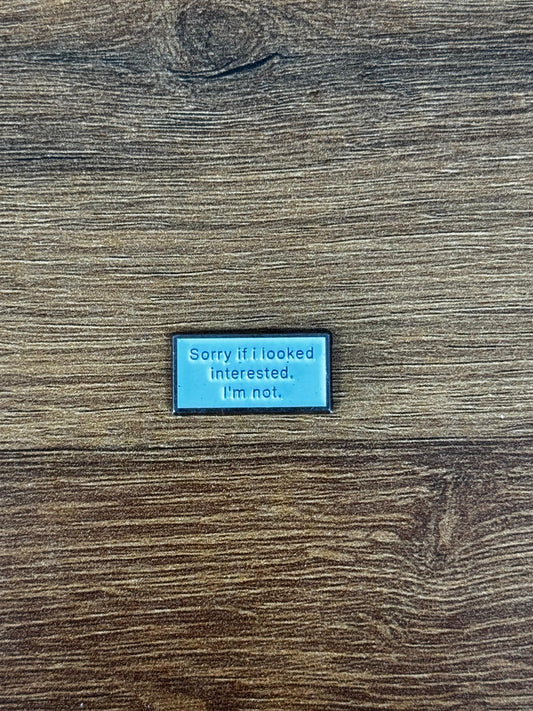 Sorry if i looked
interested.
I'm not.